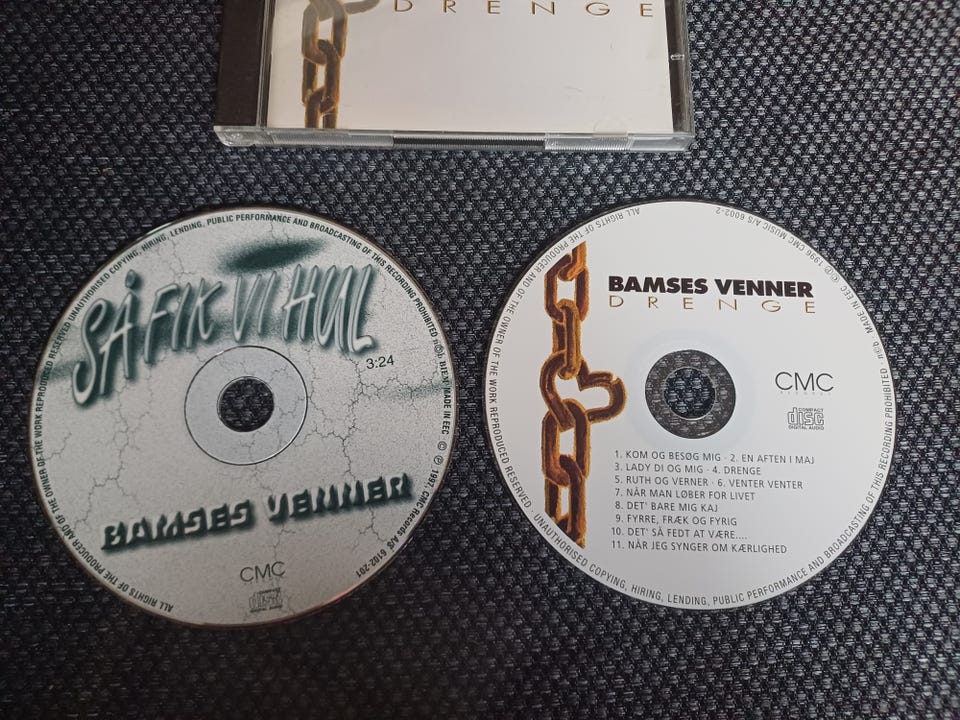 DRENGE
SÅ FIK VI HUL
3:24
BAMSES VENNER
CMC
ALL RIGHTS OF THE PRODUCER AND OF THE OWNER OF THE WORK REPRODUCED RESERVED UNAUTHORISED COPYING, HIRING, LENDING, PUBLIC PERFORMANCE AND BROADCASTING OF THIS RECORDING PROHIBITED n©b BIEM MADE IN EEC ℗ © 1997, CMC Records A/S 6102-201
BAMSES VENNER
DRENGE
CMC
RECORDS
COMPACT
disc
DIGITAL AUDIO
1. KOM OG BESØG MIG · 2. EN AFTEN I MAJ
3. LADY DI OG MIG · 4. DRENGE
5. RUTH OG VERNER · 6. VENTER VENTER
7. NÅR MAN LØBER FOR LIVET
8. DET' BARE MIG KAJ
9. FYRRE, FRÆK OG FYRIG
10. DET' SÅ FEDT AT VÆRE....
11. NÅR JEG SYNGER OM KÆRLIGHED
ALL RIGHTS OF THE PRODUCER AND OF THE OWNER OF THE WORK REPRODUCED RESERVED · UNAUTHORISED COPYING, HIRING, LENDING, PUBLIC PERFORMANCE AND BROADCASTING OF THIS RECORDING PROHIBITED n©b MADE IN EEC ℗ © 1996 CMC MUSIC A/S 6002-2